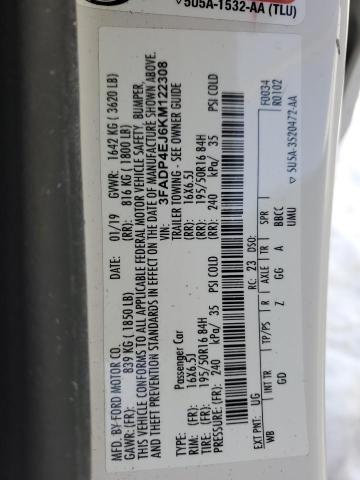 5U5A-1532-AA (TLU)
MFD. BY FORD MOTOR CO.
DATE: 01/19 GVWR: 1642 KG ( 3620 LB)
GAWR: (FR): 839 KG ( 1850 LB) (RR): 816 KG ( 1800 LB)
THIS VEHICLE CONFORMS TO ALL APPLICABLE FEDERAL MOTOR VEHICLE SAFETY, BUMPER,
AND THEFT PREVENTION STANDARDS IN EFFECT ON THE DATE OF MANUFACTURE SHOWN ABOVE.
VIN: 3FADP4EJ6KM122308
TYPE: Passenger Car TRAILER TOWING - SEE OWNER GUIDE
RIM: (FR): 16X6.5J (RR): 16X6.5J
TIRE: (FR): 195/50R16 84H (RR): 195/50R16 84H
PRESSURE: (FR): 240 kPa/ 35 PSI COLD (RR): 240 kPa/ 35 PSI COLD
EXT PNT: UG RC: 23 DSO: F0034
R0102
WB INT TR TP/PS R AXLE TR SPR
GD Z GG A BBCC
UMU
5U5A-3520472-AA